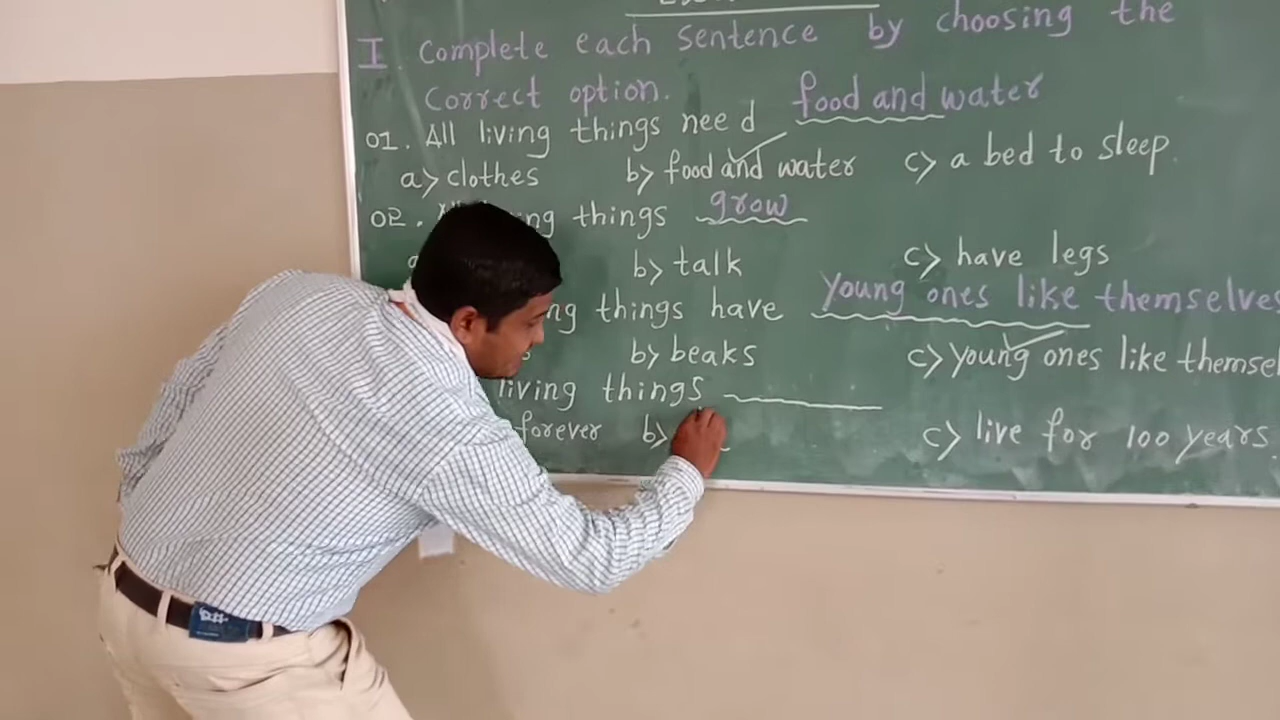 I. Complete each sentence by choosing the
correct option.
01. All living things need food and water
a> clothes b> food and water c> a bed to sleep.
02. things grow
b> talk c> have legs
things have young ones like themselves
b> beaks c> young ones like
living things
forever b> c> live for 100 years.